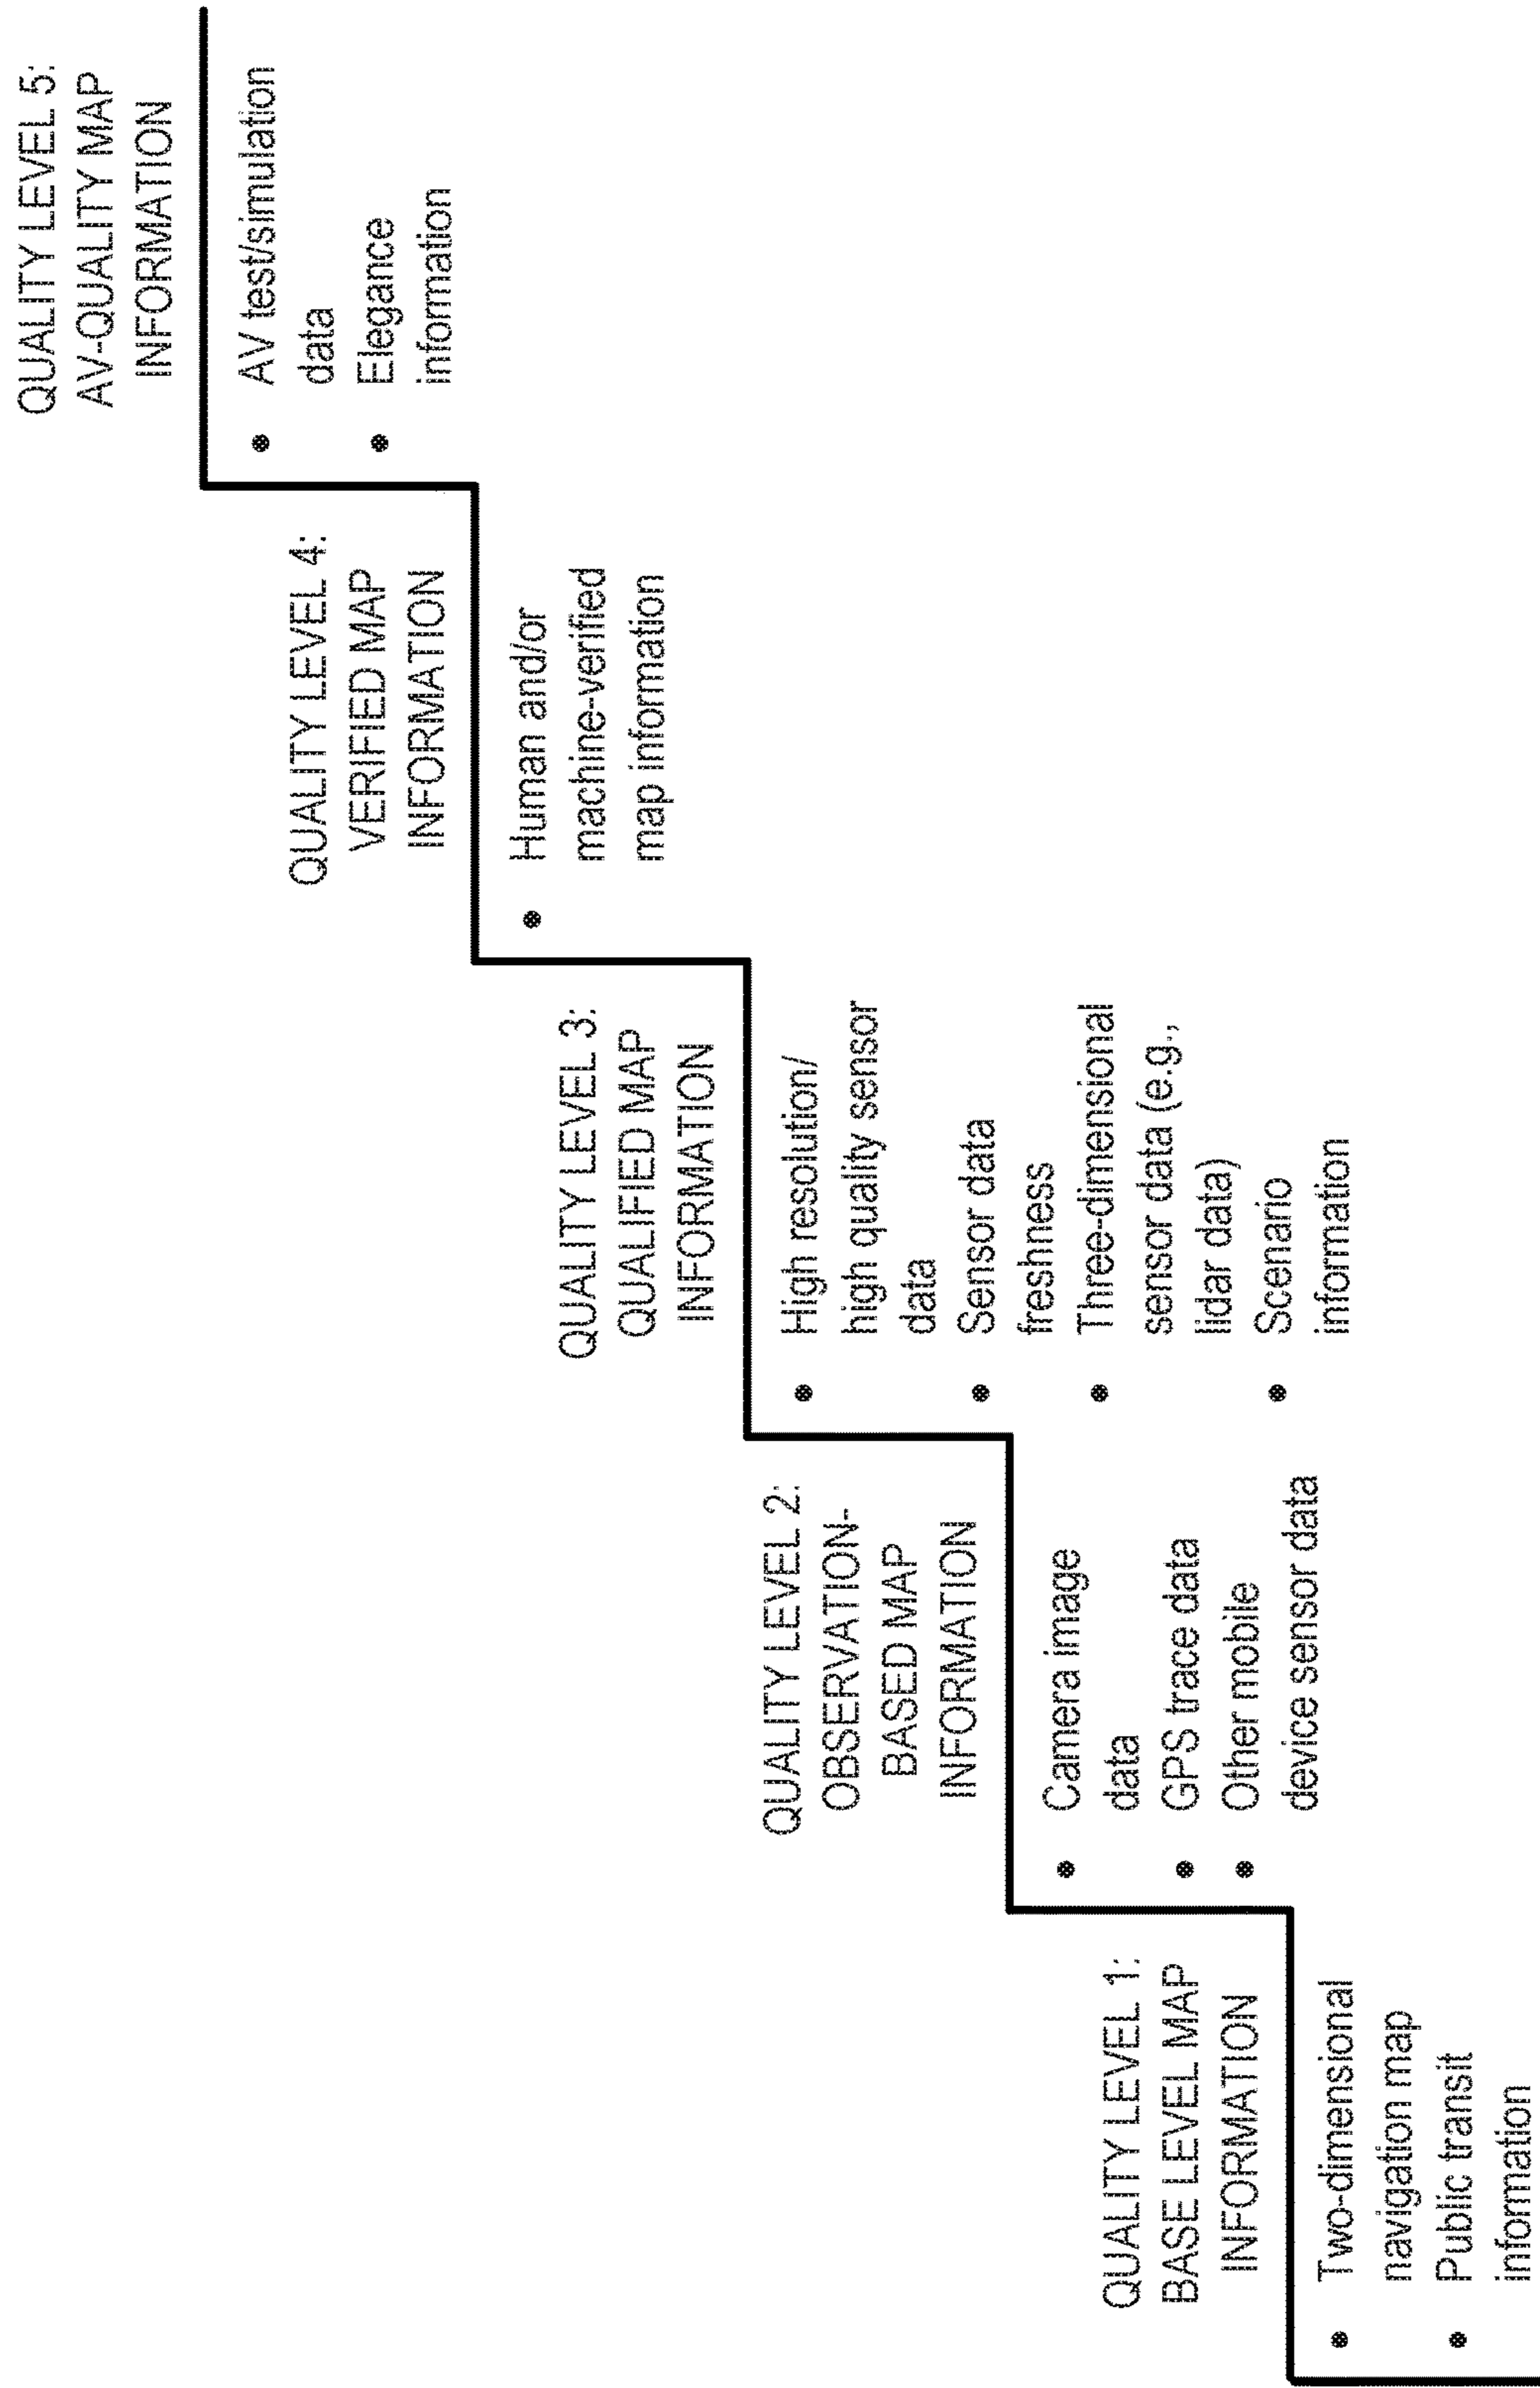 QUALITY LEVEL 1:
BASE LEVEL MAP
INFORMATION
• Two-dimensional
navigation map
• Public transit
information
QUALITY LEVEL 2:
OBSERVATION-
BASED MAP
INFORMATION
• Camera image
data
• GPS trace data
• Other mobile
device sensor data
QUALITY LEVEL 3:
QUALIFIED MAP
INFORMATION
• High resolution/
high quality sensor
data
• Sensor data
freshness
• Three-dimensional
sensor data (e.g.,
lidar data)
• Scenario
information
QUALITY LEVEL 4:
VERIFIED MAP
INFORMATION
• Human and/or
machine-verified
map information
QUALITY LEVEL 5:
AV-QUALITY MAP
INFORMATION
• AV test/simulation
data
• Elegance
information